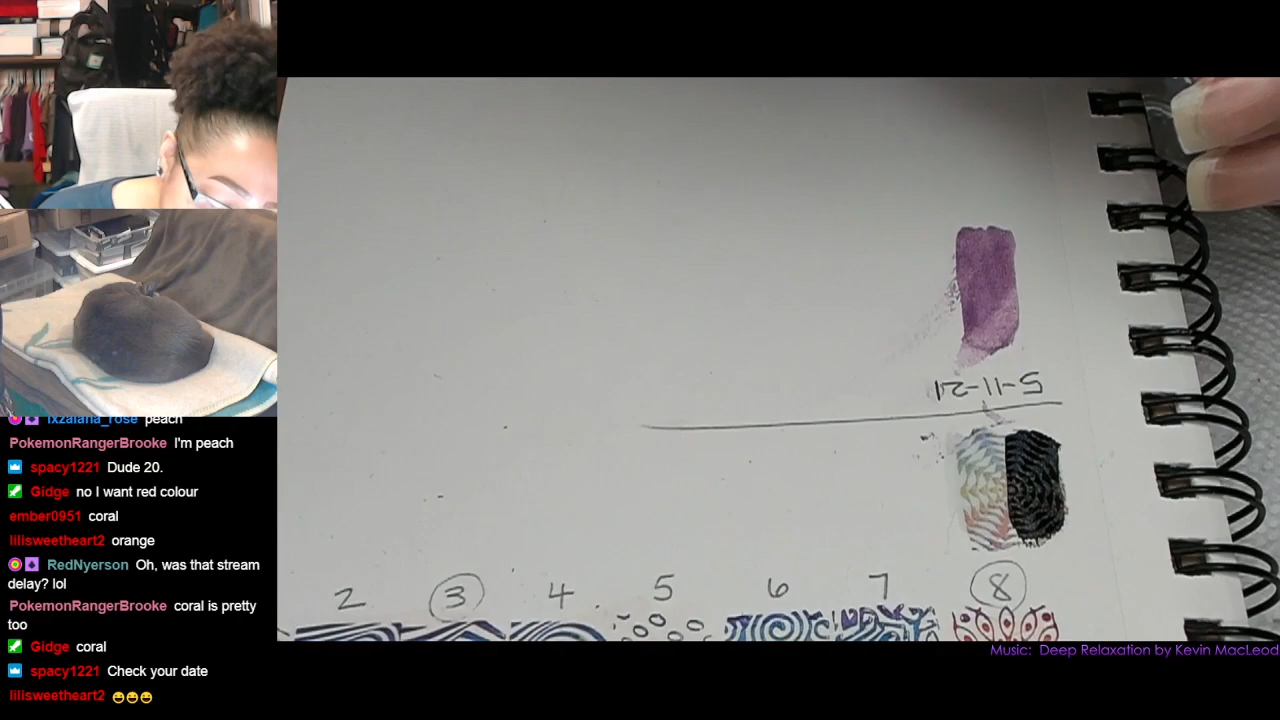 ixzalana_rose peach
PokemonRangerBrooke I'm peach
spacy1221 Dude 20.
Gidge no I want red colour
ember0951 coral
lilisweetheart2 orange
RedNyerson Oh, was that stream
delay? lol
PokemonRangerBrooke coral is pretty
too
Gidge coral
spacy1221 Check your date
lilisweetheart2 😂😂😂
5-11-21
2 3 4 5 6 7 8
Music: Deep Relaxation by Kevin MacLeod